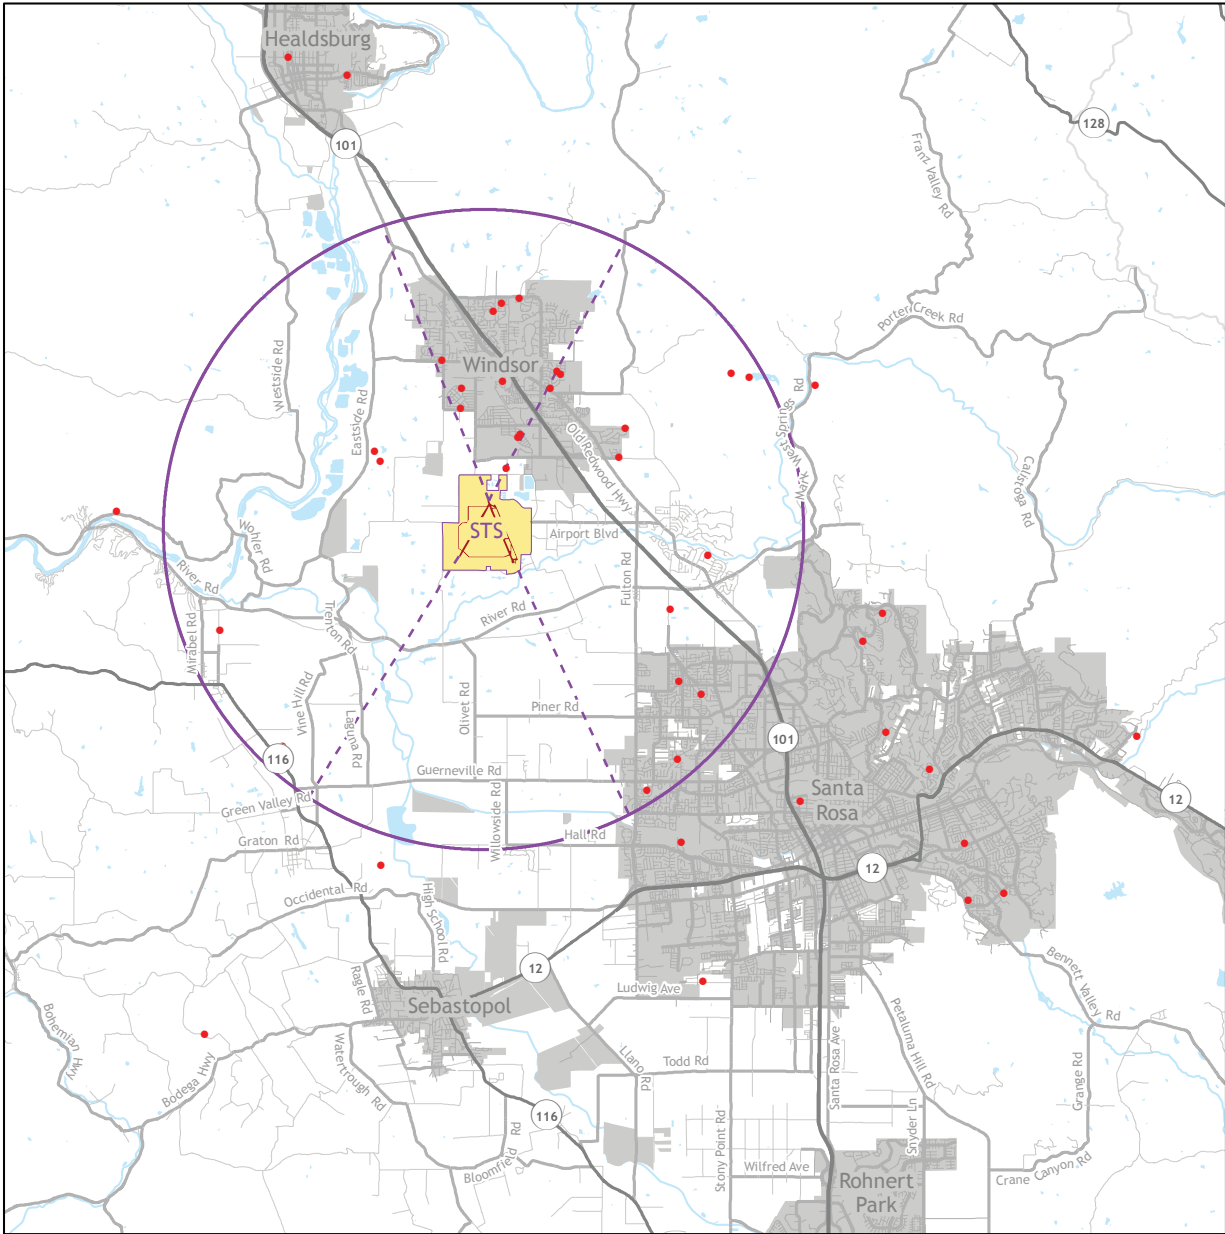 Healdsburg
101
128
Franz Valley Rd
Porter Creek Rd
Westside Rd
Windsor
Eastside Rd
Old Redwood Hwy
Mark West Springs Rd
Calistoga Rd
STS
Airport Blvd
Wohler Rd
River Rd
Fulton Rd
River Rd
Trenton Rd
Mirabel Rd
Vine Hill Rd
Olivet Rd
Piner Rd
Laguna Rd
101
116
Guerneville Rd
Santa
Rosa
12
Green Valley Rd
Willowside Rd
Hall Rd
Graton Rd
12
Occidental Rd
High School Rd
12
Ragle Rd
Sebastopol
Ludwig Ave
Bennett Valley Rd
Petaluma Hill Rd
Bohemian Hwy
Bodega Hwy
Watertrough Rd
Llano Rd
Todd Rd
Santa Rosa Ave
Grange Rd
116
Snyder Ln
Stony Point Rd
Bloomfield Rd
Wilfred Ave
Crane Canyon Rd
Rohnert
Park